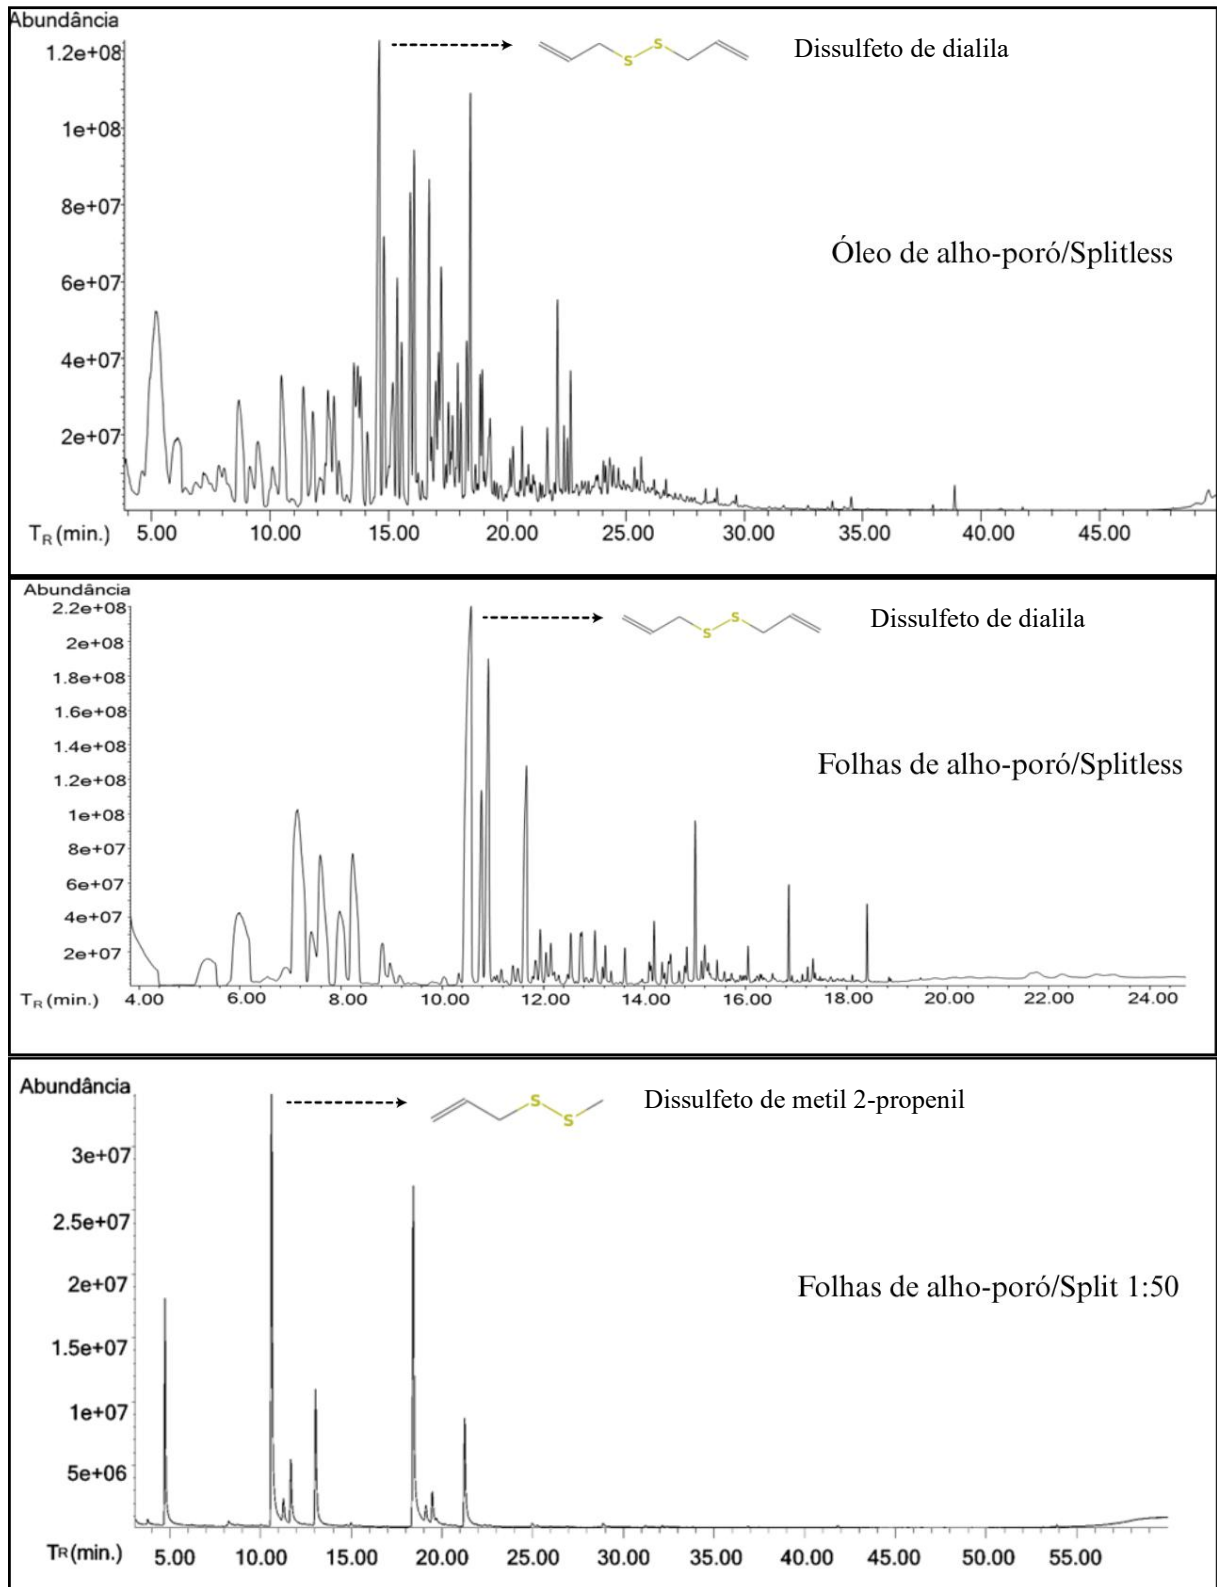 Abundância
1.2e+08
Dissulfeto de dialila
S
S
1e+08
8e+07
Óleo de alho-poró/Splitless
6e+07
4e+07
2e+07
TR (min.) 5.00 10.00 15.00 20.00 25.00 30.00 35.00 40.00 45.00
Abundância
2.2e+08
Dissulfeto de dialila
S
S
2e+08
1.8e+08
1.6e+08
1.4e+08
Folhas de alho-poró/Splitless
1.2e+08
1e+08
8e+07
6e+07
4e+07
2e+07
TR (min.) 4.00 6.00 8.00 10.00 12.00 14.00 16.00 18.00 20.00 22.00 24.00
Abundância
Dissulfeto de metil 2-propenil
S
S
3e+07
2.5e+07
2e+07
Folhas de alho-poró/Split 1:50
1.5e+07
1e+07
5e+06
TR (min.) 5.00 10.00 15.00 20.00 25.00 30.00 35.00 40.00 45.00 50.00 55.00